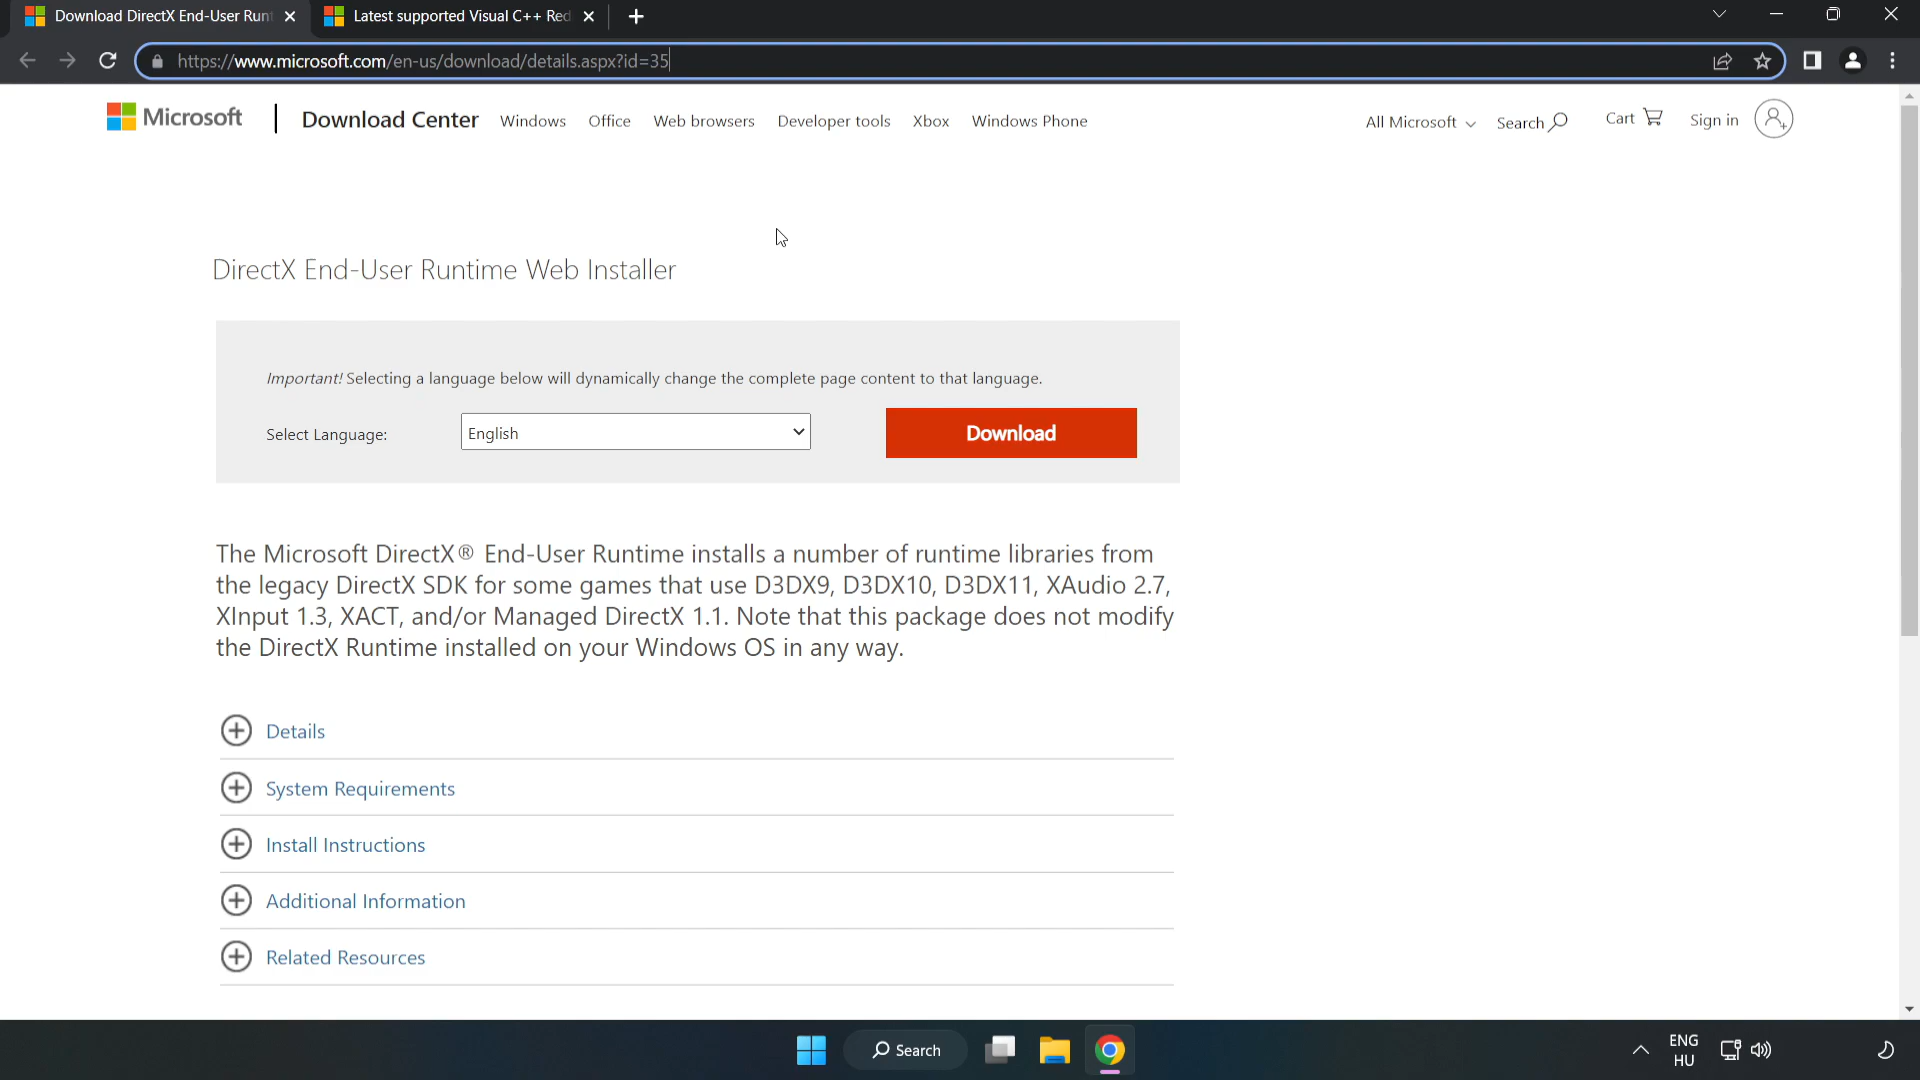 Download DirectX End-User Runt
Latest supported Visual C++ Red
https://www.microsoft.com/en-us/download/details.aspx?id=35
Microsoft
Download Center
Windows
Office
Web browsers
Developer tools
Xbox
Windows Phone
All Microsoft
Search
Cart
Sign in
DirectX End-User Runtime Web Installer
Important! Selecting a language below will dynamically change the complete page content to that language.
Select Language:
English
Download
The Microsoft DirectX® End-User Runtime installs a number of runtime libraries from
the legacy DirectX SDK for some games that use D3DX9, D3DX10, D3DX11, XAudio 2.7,
XInput 1.3, XACT, and/or Managed DirectX 1.1. Note that this package does not modify
the DirectX Runtime installed on your Windows OS in any way.
Details
System Requirements
Install Instructions
Additional Information
Related Resources
Search
ENG
HU